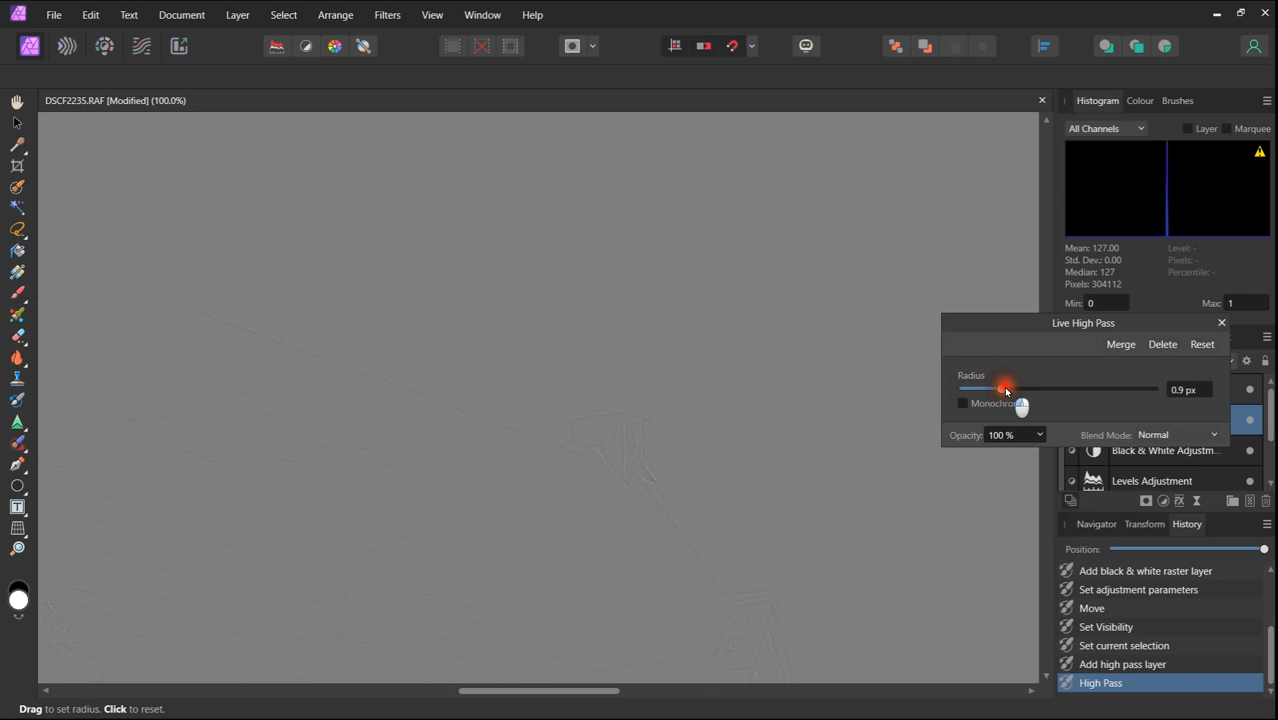 File Edit Text Document Layer Select Arrange Filters View Window Help
DSCF2235.RAF [Modified] (100.0%)
Histogram Colour Brushes
All Channels Layer Marquee
Mean: 127.00 Level: -
Std. Dev.: 0.00 Pixels: -
Median: 127 Percentile: -
Pixels: 304112
Min: 0 Max: 1
Live High Pass
Merge Delete Reset
Radius
0.9 px
Opacity: 100 % Blend Mode: Normal
Black & White Adjustm...
Levels Adjustment
Navigator Transform History
Position:
Add black & white raster layer
Set adjustment parameters
Move
Set Visibility
Set current selection
Add high pass layer
High Pass
Drag to set radius. Click to reset.